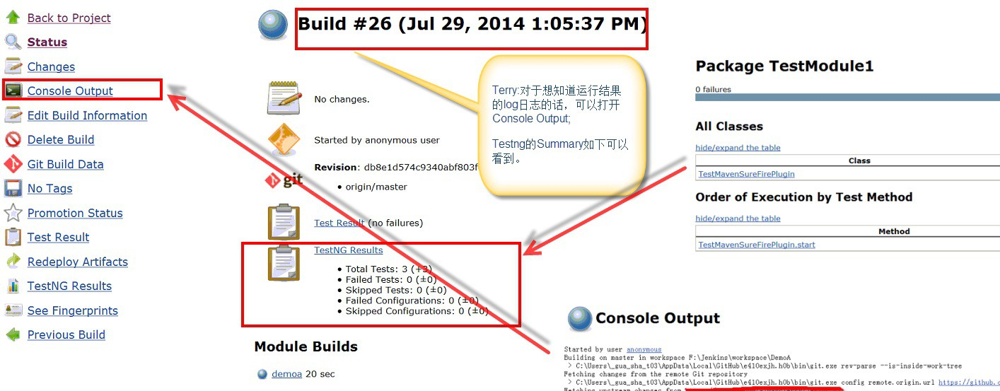 Back to Project
Status
Changes
Console Output
Edit Build Information
Delete Build
Git Build Data
No Tags
Promotion Status
Test Result
Redeploy Artifacts
TestNG Results
See Fingerprints
Previous Build
Build #26 (Jul 29, 2014 1:05:37 PM)
No changes.
Started by anonymous user
Revision: db8e1d574c9340abf803f
git
origin/master
Test Result (no failures)
TestNG Results
Total Tests: 3 (+3)
Failed Tests: 0 (±0)
Skipped Tests: 0 (±0)
Failed Configurations: 0 (±0)
Skipped Configurations: 0 (±0)
Module Builds
demoa 20 sec
Terry:对于想知道运行结果
的log日志的话，可以打开
Console Output;
Testng的Summary如下可以
看到。
Package TestModule1
0 failures
All Classes
hide/expand the table
Class
TestMavenSureFirePlugin
Order of Execution by Test Method
hide/expand the table
Method
TestMavenSureFirePlugin.start
Console Output
Started by user anonymous
Building on master in workspace F:\Jenkins\workspace\DemoA
> C:\Users\_gua_sha_t03\AppData\Local\GitHub\e410exjh.h0b\bin\git.exe rev-parse --is-inside-work-tree
Fetching changes from the remote Git repository
> C:\Users\_gua_sha_t03\AppData\Local\GitHub\e410exjh.h0b\bin\git.exe config remote.origin.url https://github.c
Fetching upstream changes from